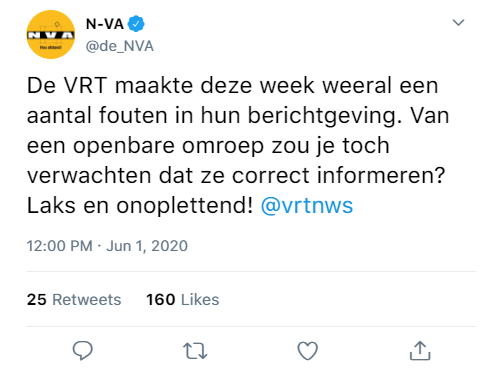 N-VA
@de_NVA
N-VA
De VRT maakte deze week weeral een
aantal fouten in hun berichtgeving. Van
een openbare omroep zou je toch
verwachten dat ze correct informeren?
Laks en onoplettend! @vrtnws
12:00 PM · Jun 1, 2020
25 Retweets 160 Likes